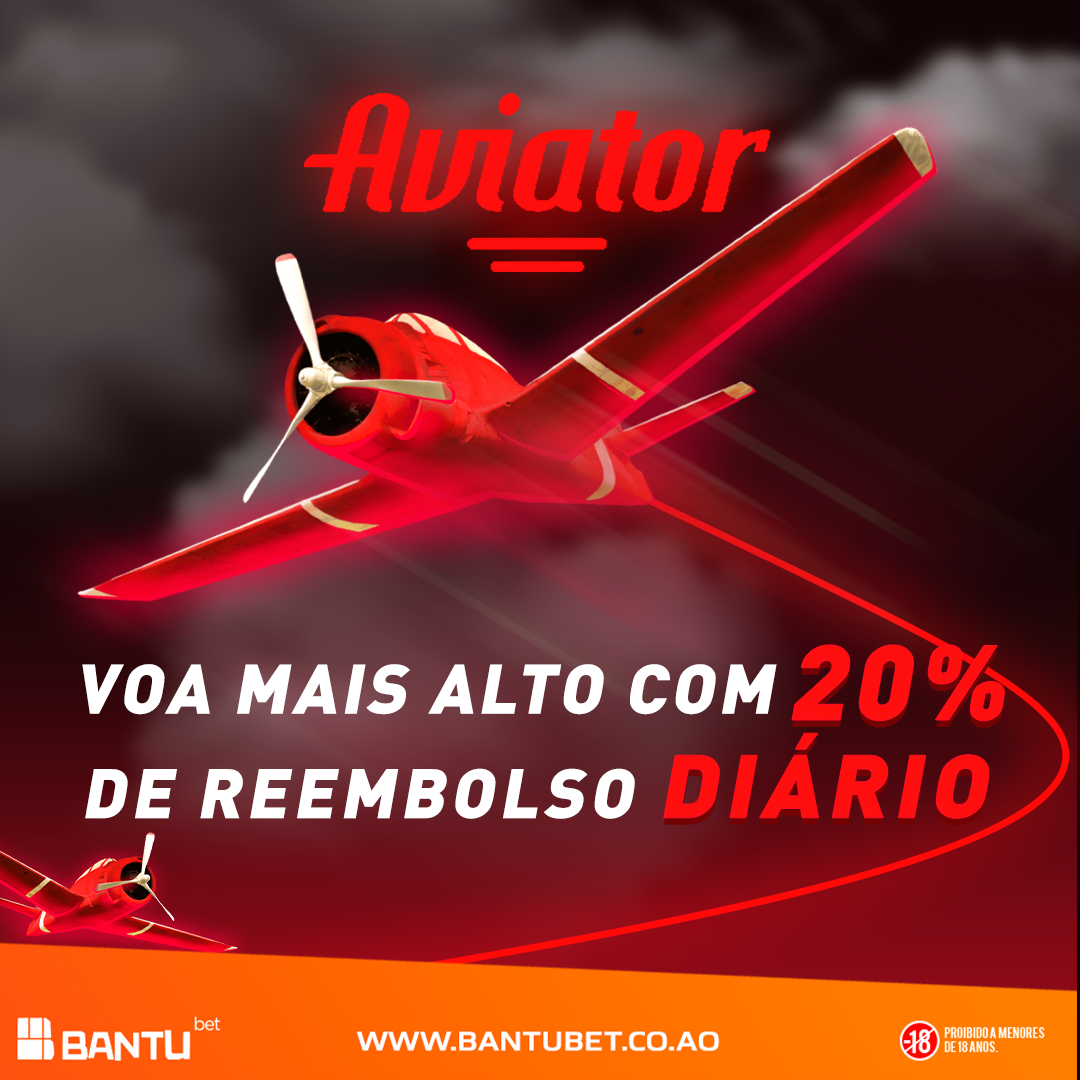 Aviator
VOA MAIS ALTO COM 20%
DE REEMBOLSO DIÁRIO
BANTU bet
WWW.BANTUBET.CO.AO
-18 PROIBIDO A MENORES
DE 18 ANOS.